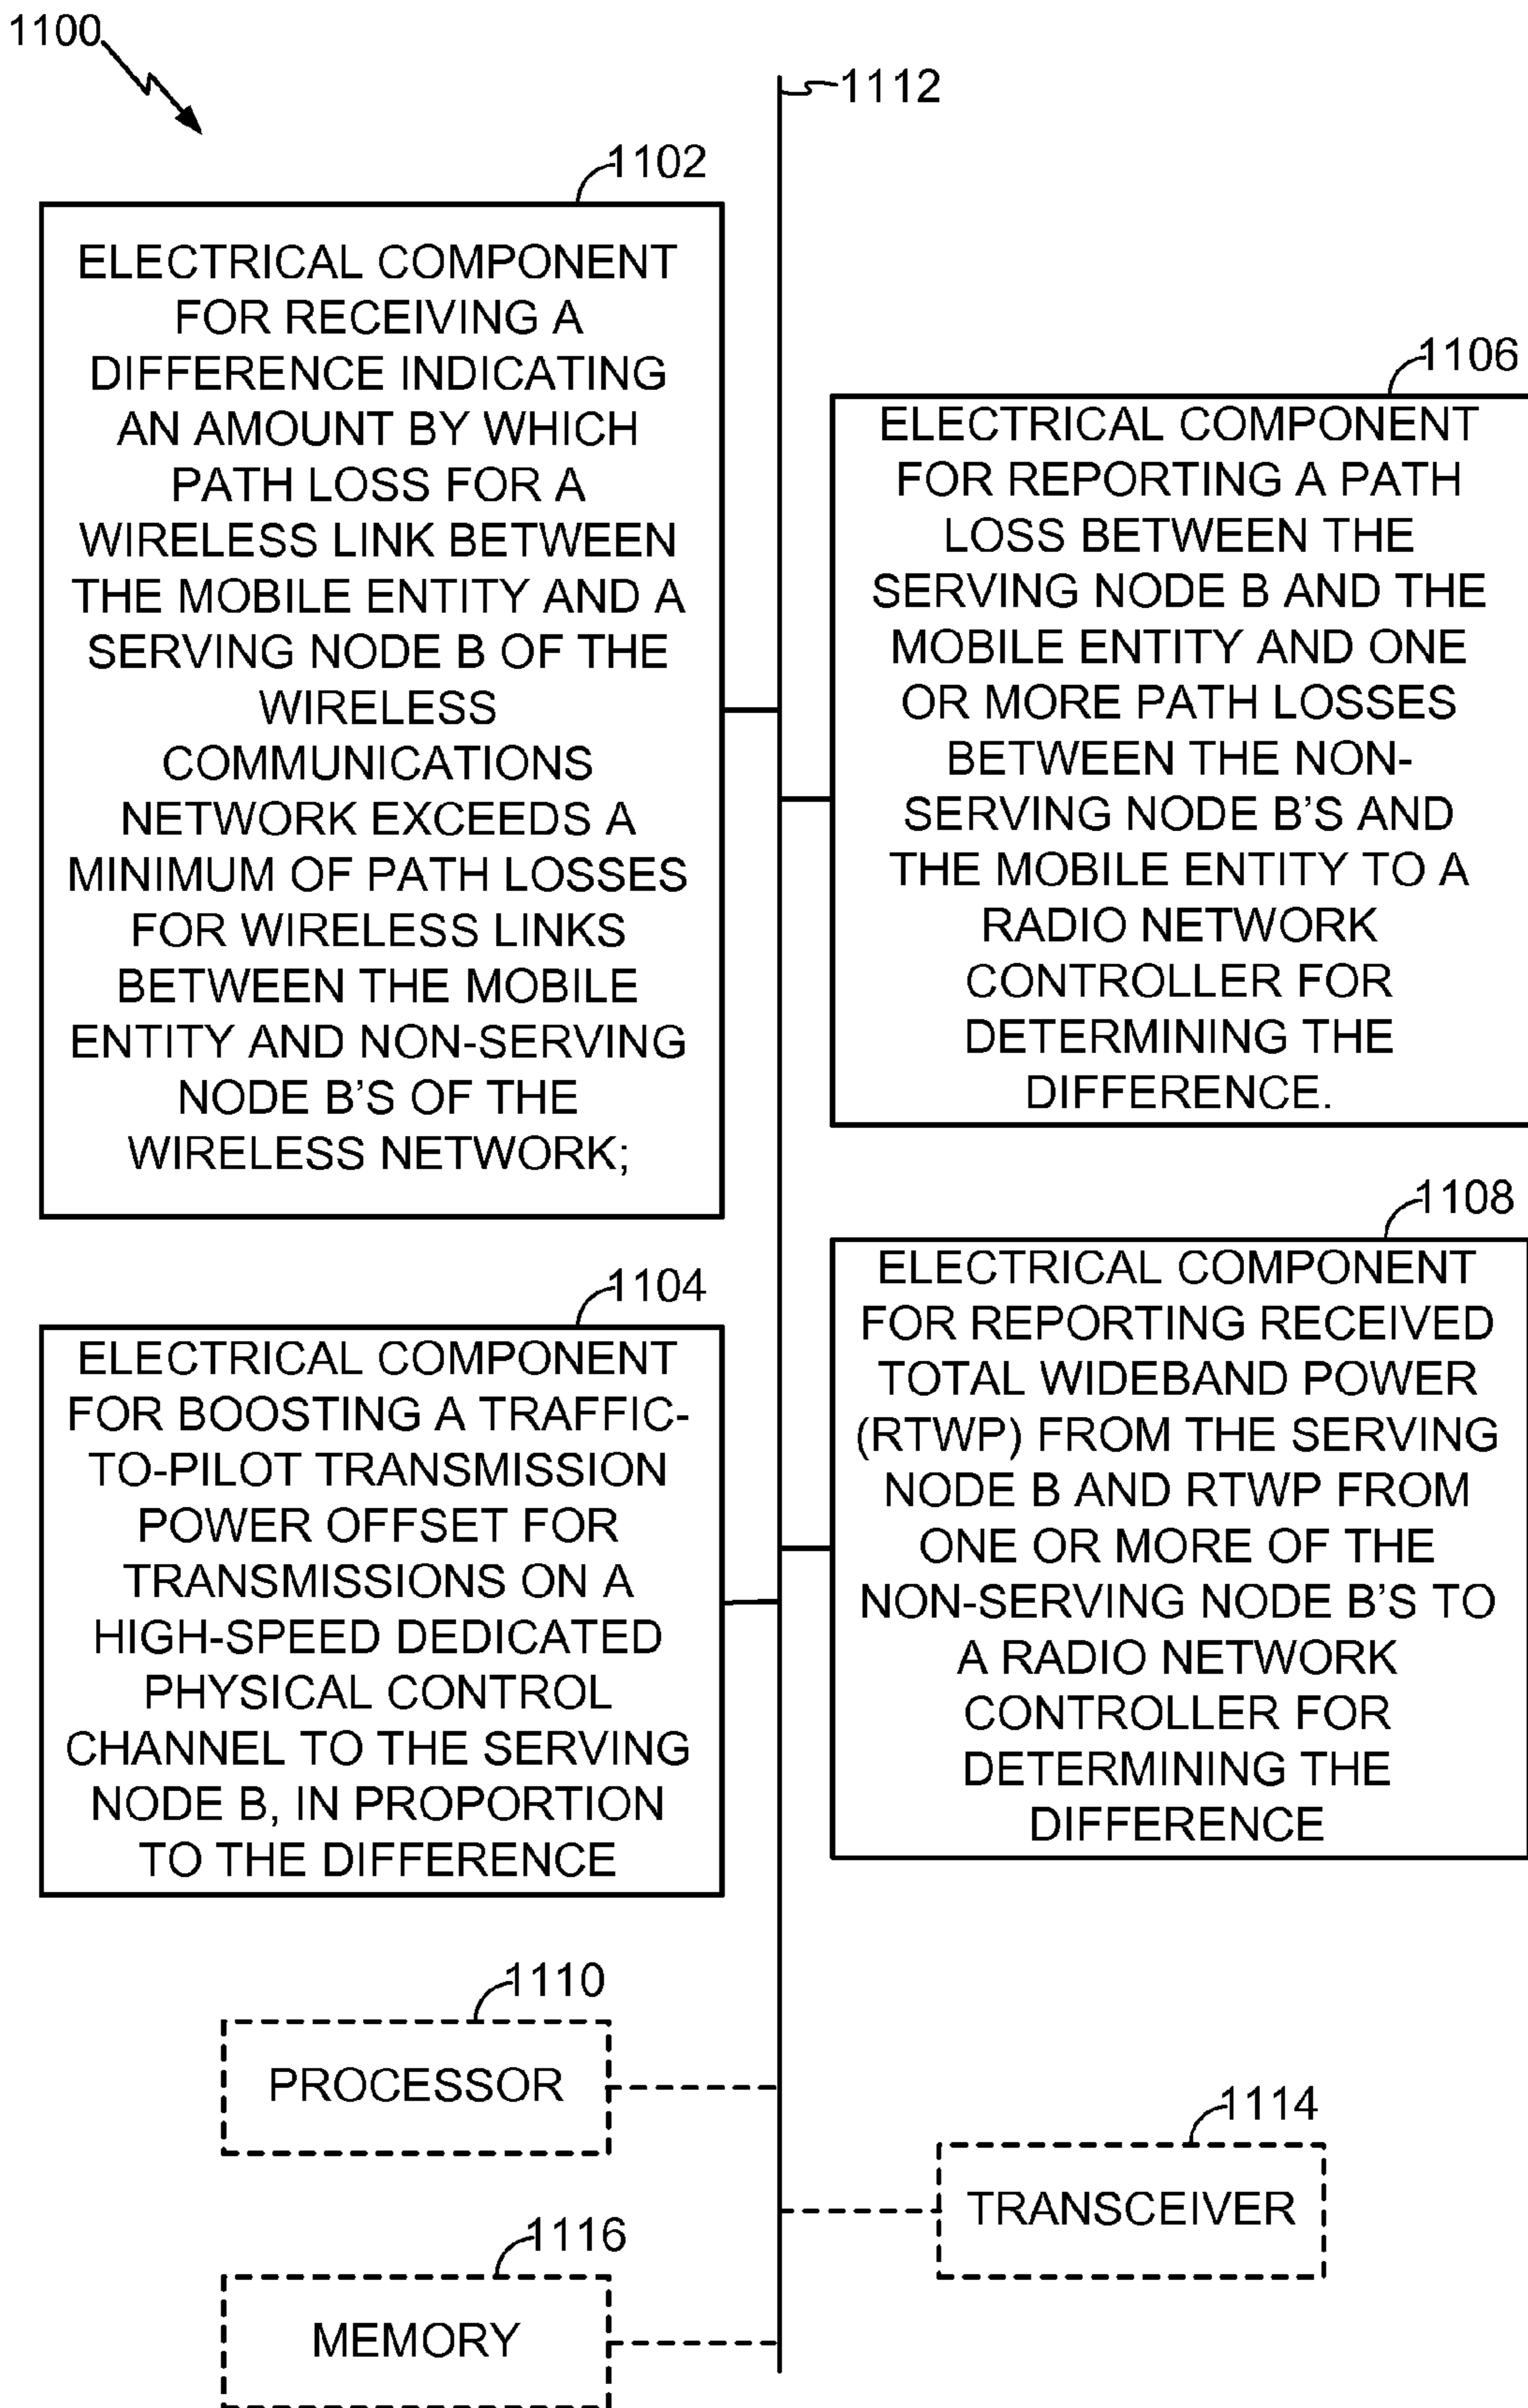 1100
1112
1102
ELECTRICAL COMPONENT
FOR RECEIVING A
DIFFERENCE INDICATING
AN AMOUNT BY WHICH
PATH LOSS FOR A
WIRELESS LINK BETWEEN
THE MOBILE ENTITY AND A
SERVING NODE B OF THE
WIRELESS
COMMUNICATIONS
NETWORK EXCEEDS A
MINIMUM OF PATH LOSSES
FOR WIRELESS LINKS
BETWEEN THE MOBILE
ENTITY AND NON-SERVING
NODE B'S OF THE
WIRELESS NETWORK;
1106
ELECTRICAL COMPONENT
FOR REPORTING A PATH
LOSS BETWEEN THE
SERVING NODE B AND THE
MOBILE ENTITY AND ONE
OR MORE PATH LOSSES
BETWEEN THE NON-
SERVING NODE B'S AND
THE MOBILE ENTITY TO A
RADIO NETWORK
CONTROLLER FOR
DETERMINING THE
DIFFERENCE.
1104
ELECTRICAL COMPONENT
FOR BOOSTING A TRAFFIC-
TO-PILOT TRANSMISSION
POWER OFFSET FOR
TRANSMISSIONS ON A
HIGH-SPEED DEDICATED
PHYSICAL CONTROL
CHANNEL TO THE SERVING
NODE B, IN PROPORTION
TO THE DIFFERENCE
1108
ELECTRICAL COMPONENT
FOR REPORTING RECEIVED
TOTAL WIDEBAND POWER
(RTWP) FROM THE SERVING
NODE B AND RTWP FROM
ONE OR MORE OF THE
NON-SERVING NODE B'S TO
A RADIO NETWORK
CONTROLLER FOR
DETERMINING THE
DIFFERENCE
1110
PROCESSOR
1114
TRANSCEIVER
1116
MEMORY